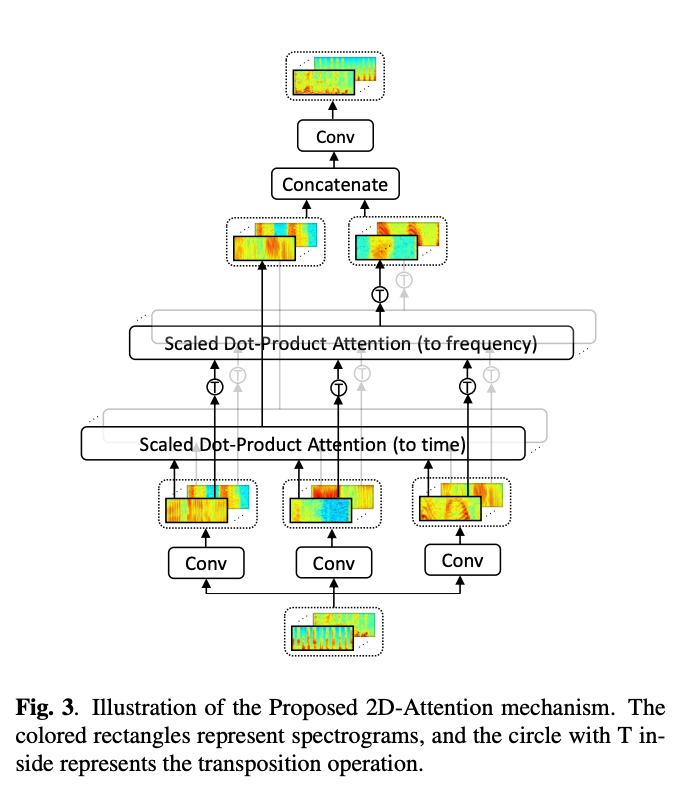 Conv
Concatenate
T
T
Scaled Dot-Product Attention (to frequency)
T
T
T
T
T
T
Scaled Dot-Product Attention (to time)
Conv
Conv
Conv
Fig. 3. Illustration of the Proposed 2D-Attention mechanism. The
colored rectangles represent spectrograms, and the circle with T in-
side represents the transposition operation.